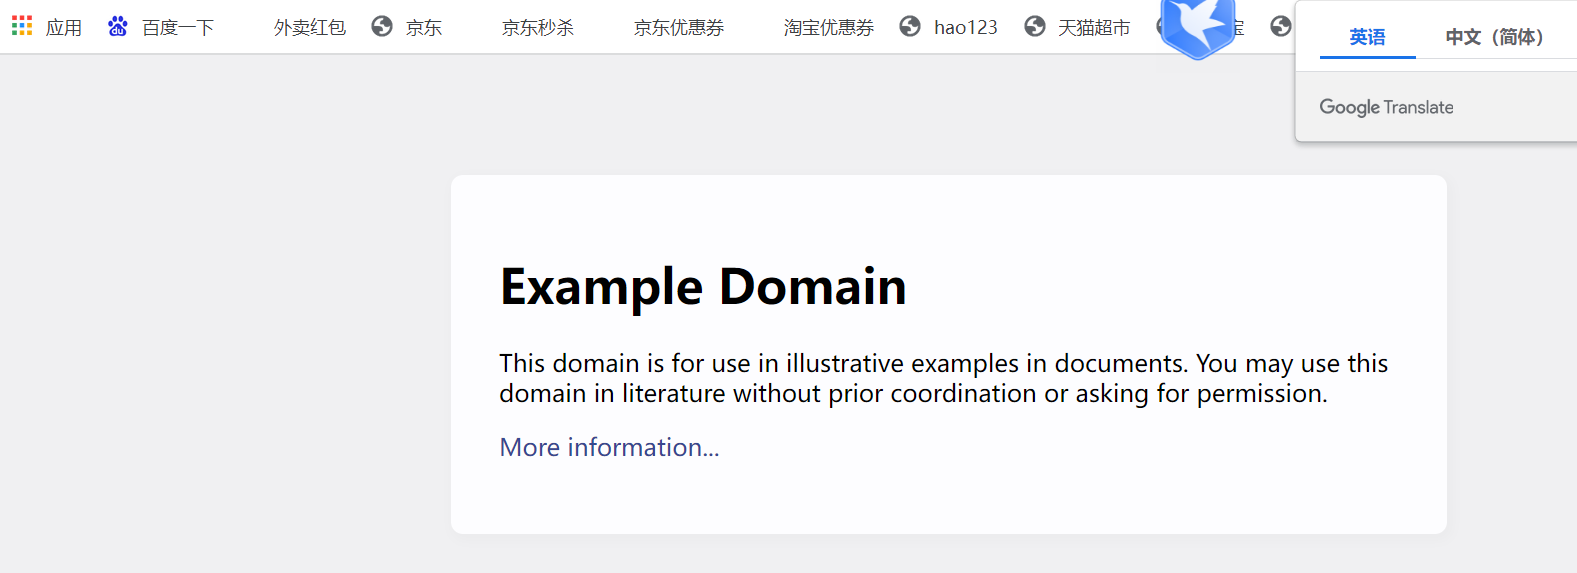 应用 百度一下 外卖红包 京东 京东秒杀 京东优惠券 淘宝优惠券 hao123 天猫超市 宝
英语 中文（简体）
Google Translate
Example Domain
This domain is for use in illustrative examples in documents. You may use this
domain in literature without prior coordination or asking for permission.
More information...